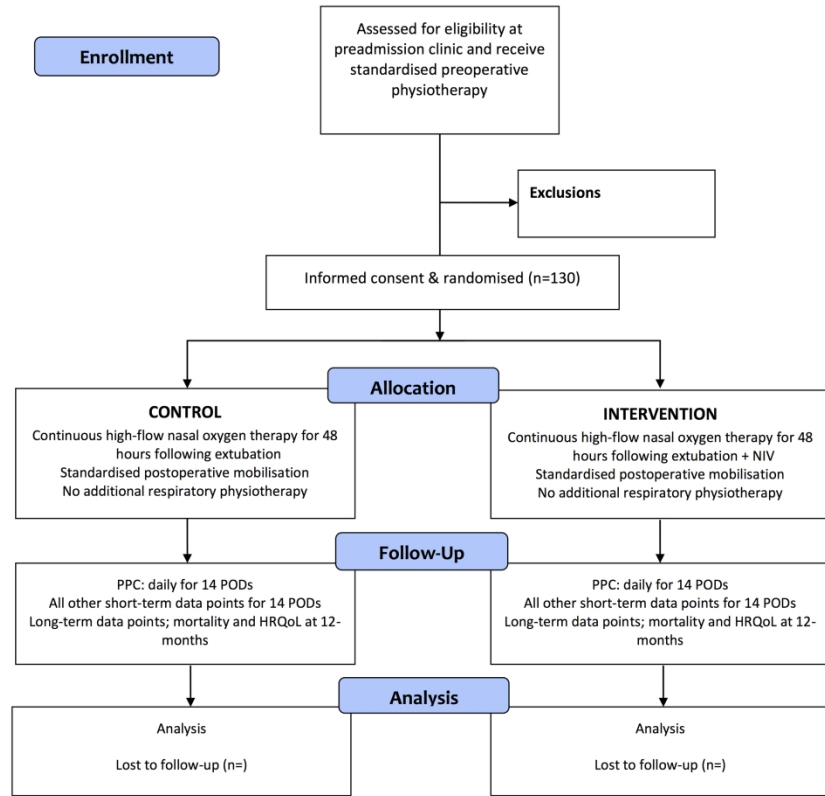 Assessed for eligibility at
preadmission clinic and receive
standardised preoperative
physiotherapy
Enrollment
Exclusions
Informed consent & randomised (n=130)
Allocation
CONTROL
Continuous high-flow nasal oxygen therapy for 48
hours following extubation
Standardised postoperative mobilisation
No additional respiratory physiotherapy
INTERVENTION
Continuous high-flow nasal oxygen therapy for 48
hours following extubation + NIV
Standardised postoperative mobilisation
No additional respiratory physiotherapy
Follow-Up
PPC: daily for 14 PODs
All other short-term data points for 14 PODs
Long-term data points; mortality and HRQoL at 12-
months
PPC: daily for 14 PODs
All other short-term data points for 14 PODs
Long-term data points; mortality and HRQoL at 12-
months
Analysis
Analysis
Lost to follow-up (n=)
Analysis
Lost to follow-up (n=)